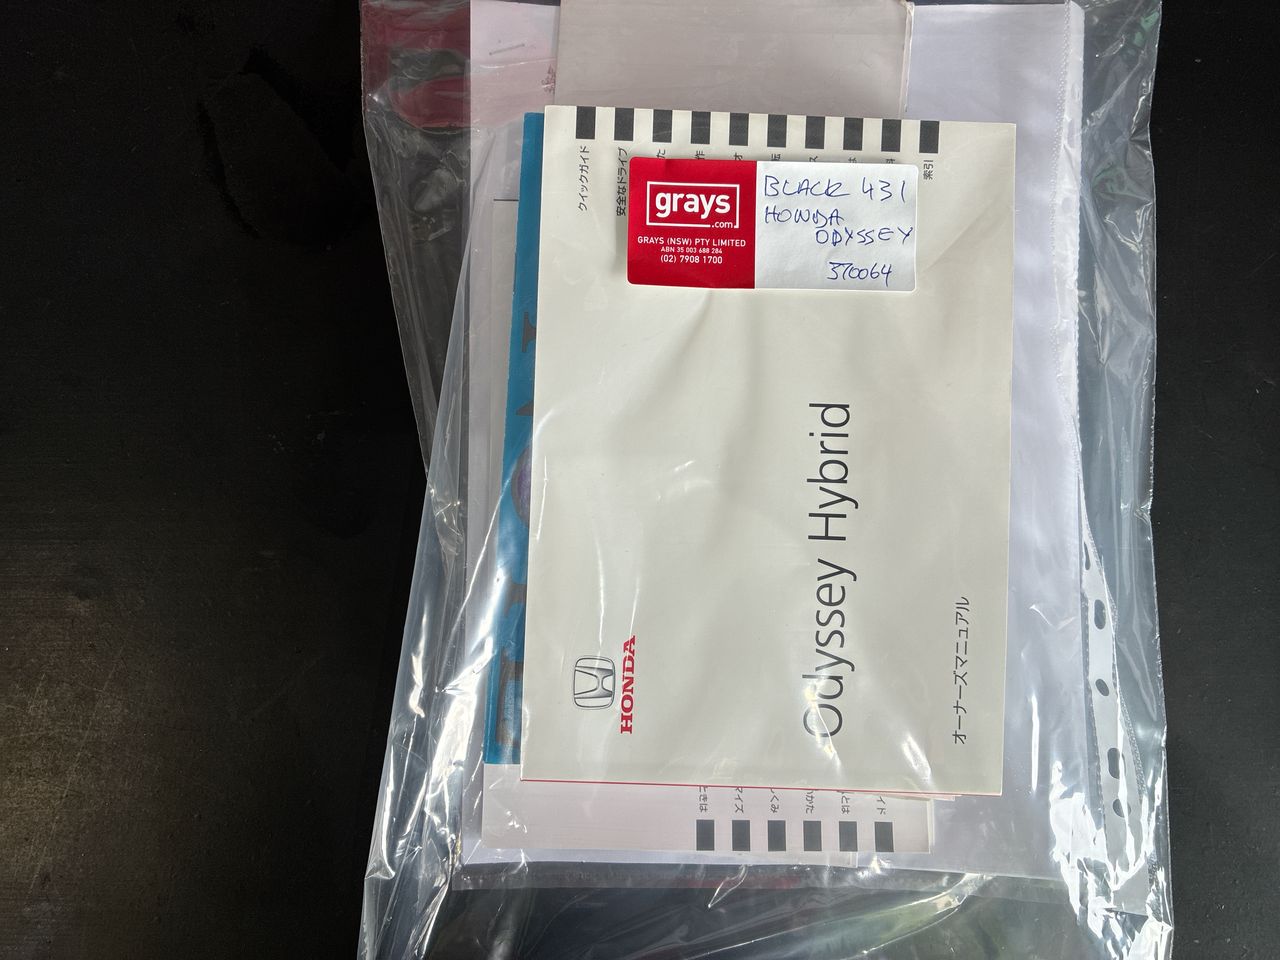 クイックガイド
安全なドライブ
索引
grays
.com
GRAYS (NSW) PTY LIMITED
ABN 35 003 688 284
(02) 7908 1700
BLACK 431
HONDA
ODYSSEY
370064
HONDA
Odyssey Hybrid
オーナーズマニュアル